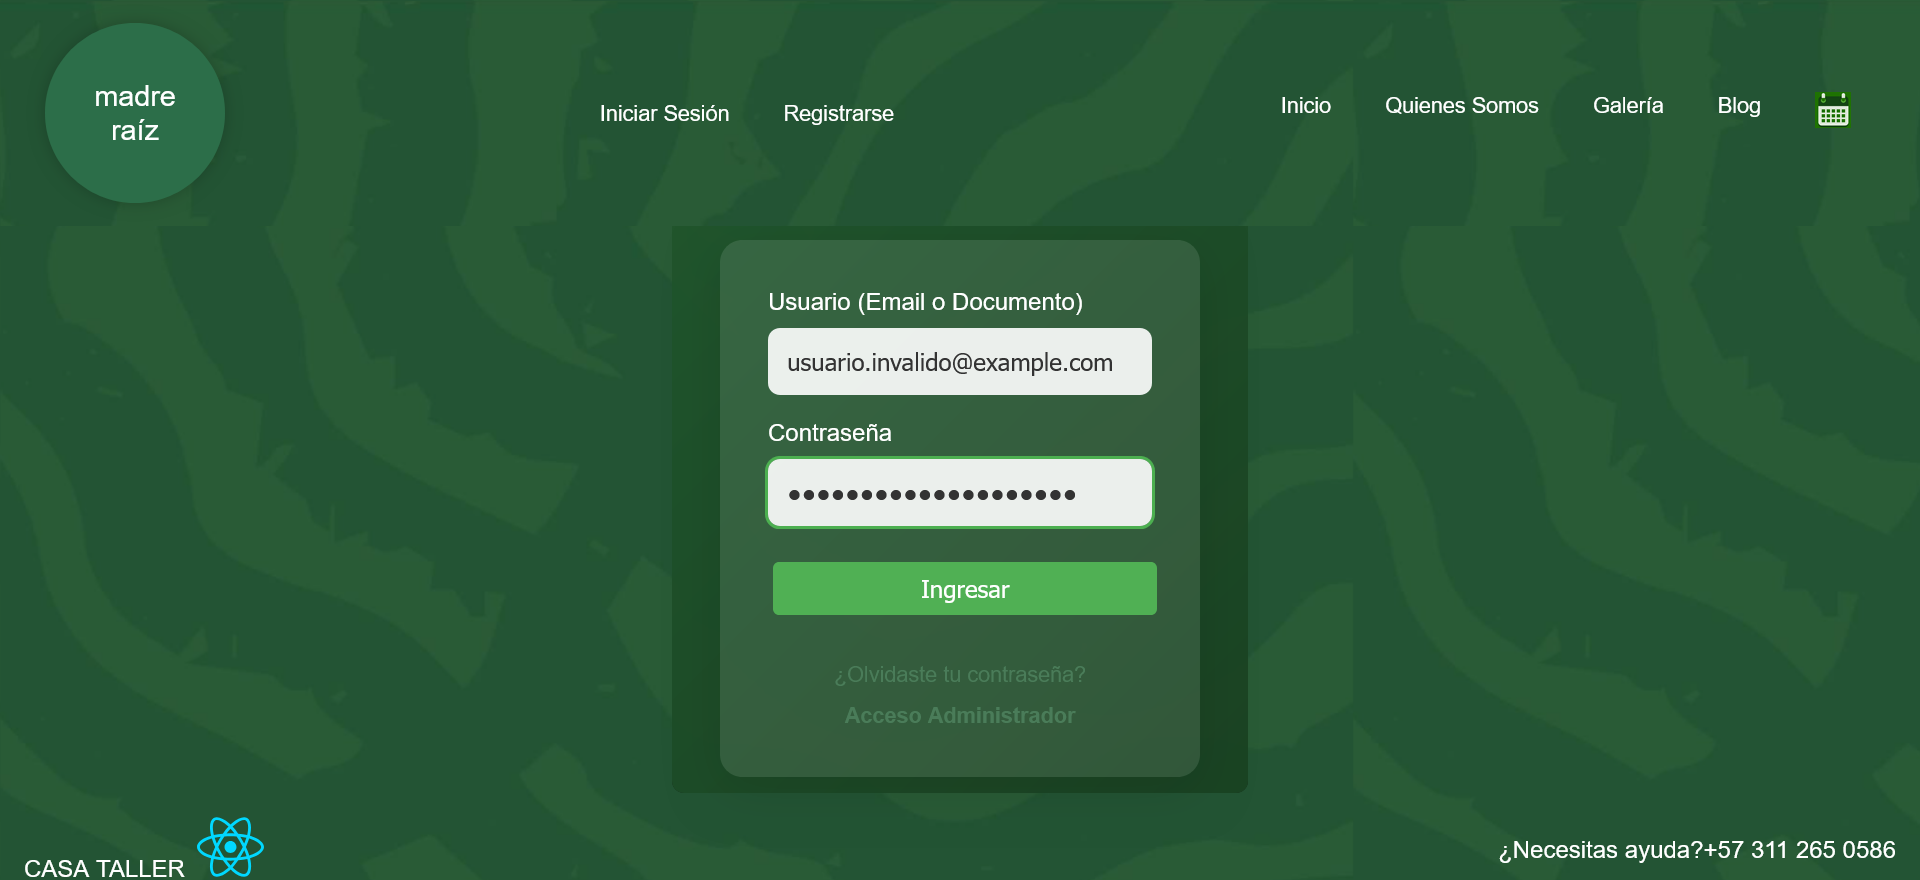 madre
raíz
Iniciar Sesión
Registrarse
Inicio
Quienes Somos
Galería
Blog
Usuario (Email o Documento)
usuario.invalido@example.com
Contraseña
●●●●●●●●●●●●●●●●●●●●
Ingresar
¿Olvidaste tu contraseña?
Acceso Administrador
CASA TALLER
¿Necesitas ayuda?+57 311 265 0586